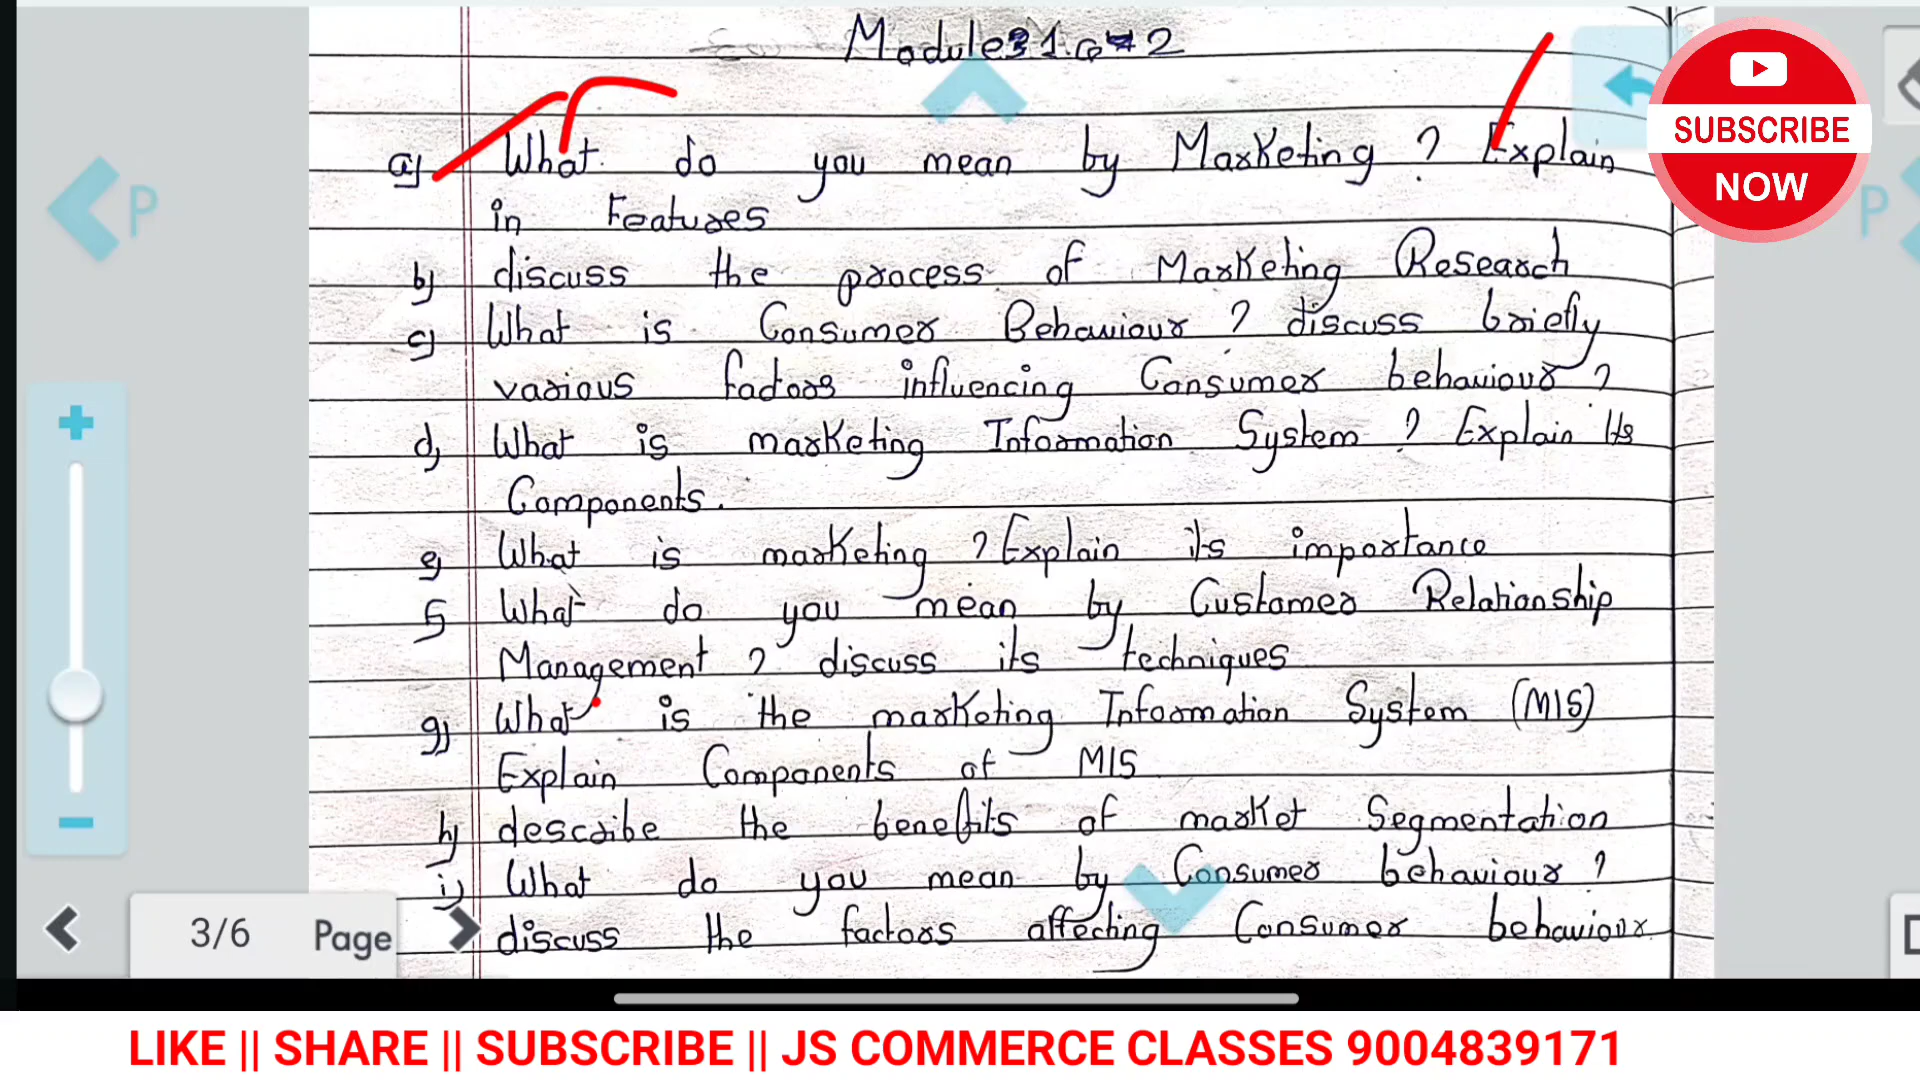 Module 1 & 2
a) What do you mean by Marketing ? Explain
in Features
b) discuss the process of Marketing Research
c) What is Consumer Behaviour ? discuss briefly
various factors influencing Consumer behaviour ?
d) What is marketing Information System ? Explain Its
Components.
e) What is marketing ? Explain its importance
f) What do you mean by Customer Relationship
Management ? discuss its techniques
g) What is the marketing Information System (MIS)
Explain Components of MIS
h) describe the benefits of market Segmentation
i) What do you mean by Consumer behaviour ?
discuss the factors affecting Consumer behaviour
SUBSCRIBE
NOW
P
P
3/6 Page
LIKE || SHARE || SUBSCRIBE || JS COMMERCE CLASSES 9004839171